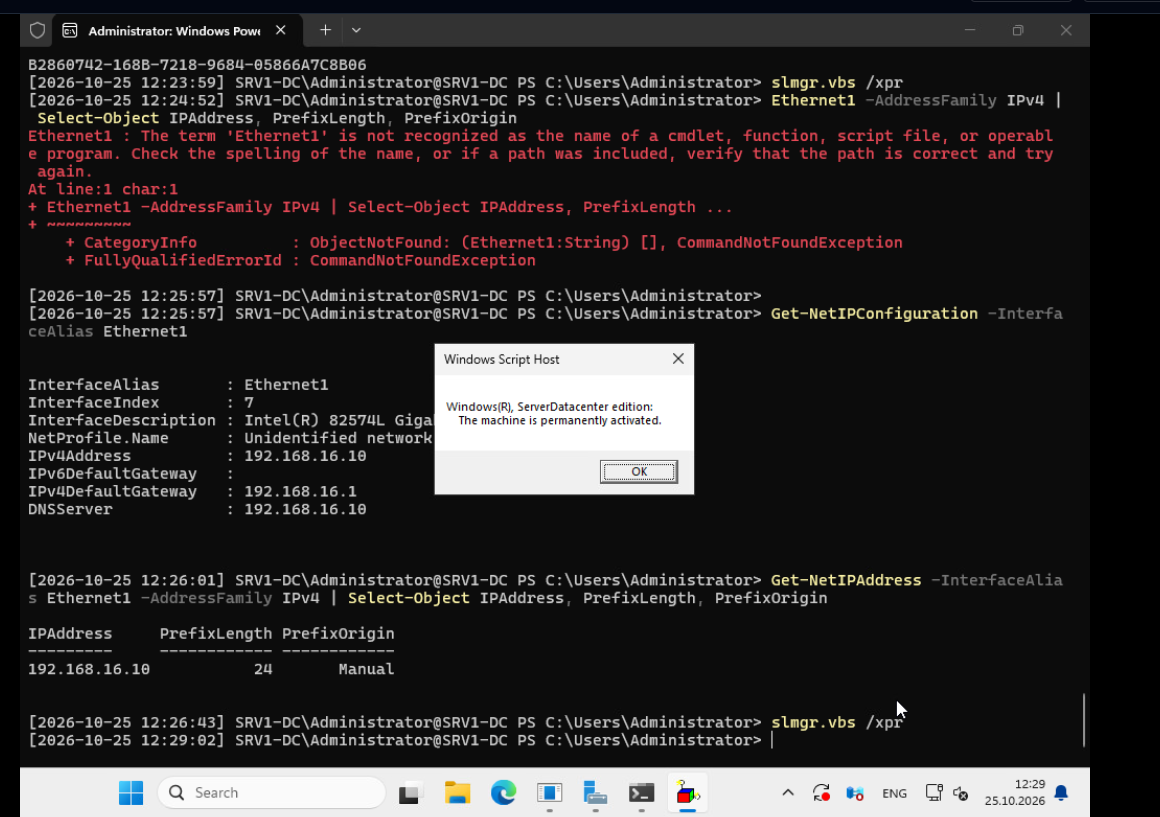 Administrator: Windows Powe
B2860742-168B-7218-9684-05866A7C8B06
[2026-10-25 12:23:59] SRV1-DC\Administrator@SRV1-DC PS C:\Users\Administrator> slmgr.vbs /xpr
[2026-10-25 12:24:52] SRV1-DC\Administrator@SRV1-DC PS C:\Users\Administrator> Ethernet1 -AddressFamily IPv4 |
Select-Object IPAddress, PrefixLength, PrefixOrigin
Ethernet1 : The term 'Ethernet1' is not recognized as the name of a cmdlet, function, script file, or operabl
e program. Check the spelling of the name, or if a path was included, verify that the path is correct and try
again.
At line:1 char:1
+ Ethernet1 -AddressFamily IPv4 | Select-Object IPAddress, PrefixLength ...
+ ~~~~~~~~~
+ CategoryInfo : ObjectNotFound: (Ethernet1:String) [], CommandNotFoundException
+ FullyQualifiedErrorId : CommandNotFoundException
[2026-10-25 12:25:57] SRV1-DC\Administrator@SRV1-DC PS C:\Users\Administrator>
[2026-10-25 12:25:57] SRV1-DC\Administrator@SRV1-DC PS C:\Users\Administrator> Get-NetIPConfiguration -Interfa
ceAlias Ethernet1
InterfaceAlias : Ethernet1
InterfaceIndex : 7
InterfaceDescription : Intel(R) 82574L Giga
NetProfile.Name : Unidentified network
IPv4Address : 192.168.16.10
IPv6DefaultGateway :
IPv4DefaultGateway : 192.168.16.1
DNSServer : 192.168.16.10
Windows Script Host
Windows(R), ServerDatacenter edition:
The machine is permanently activated.
OK
[2026-10-25 12:26:01] SRV1-DC\Administrator@SRV1-DC PS C:\Users\Administrator> Get-NetIPAddress -InterfaceAlia
s Ethernet1 -AddressFamily IPv4 | Select-Object IPAddress, PrefixLength, PrefixOrigin
IPAddress PrefixLength PrefixOrigin
--------- ------------ ------------
192.168.16.10 24 Manual
[2026-10-25 12:26:43] SRV1-DC\Administrator@SRV1-DC PS C:\Users\Administrator> slmgr.vbs /xpr
[2026-10-25 12:29:02] SRV1-DC\Administrator@SRV1-DC PS C:\Users\Administrator>
Search
ENG
12:29
25.10.2026